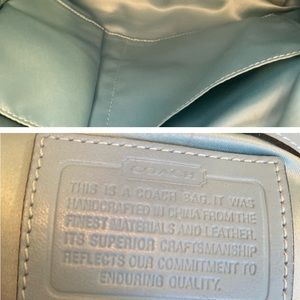 COACH
THIS IS A COACH BAG. IT WAS
HANDCRAFTED IN CHINA FROM THE
FINEST MATERIALS AND LEATHER.
ITS SUPERIOR CRAFTSMANSHIP
REFLECTS OUR COMMITMENT TO
ENDURING QUALITY.